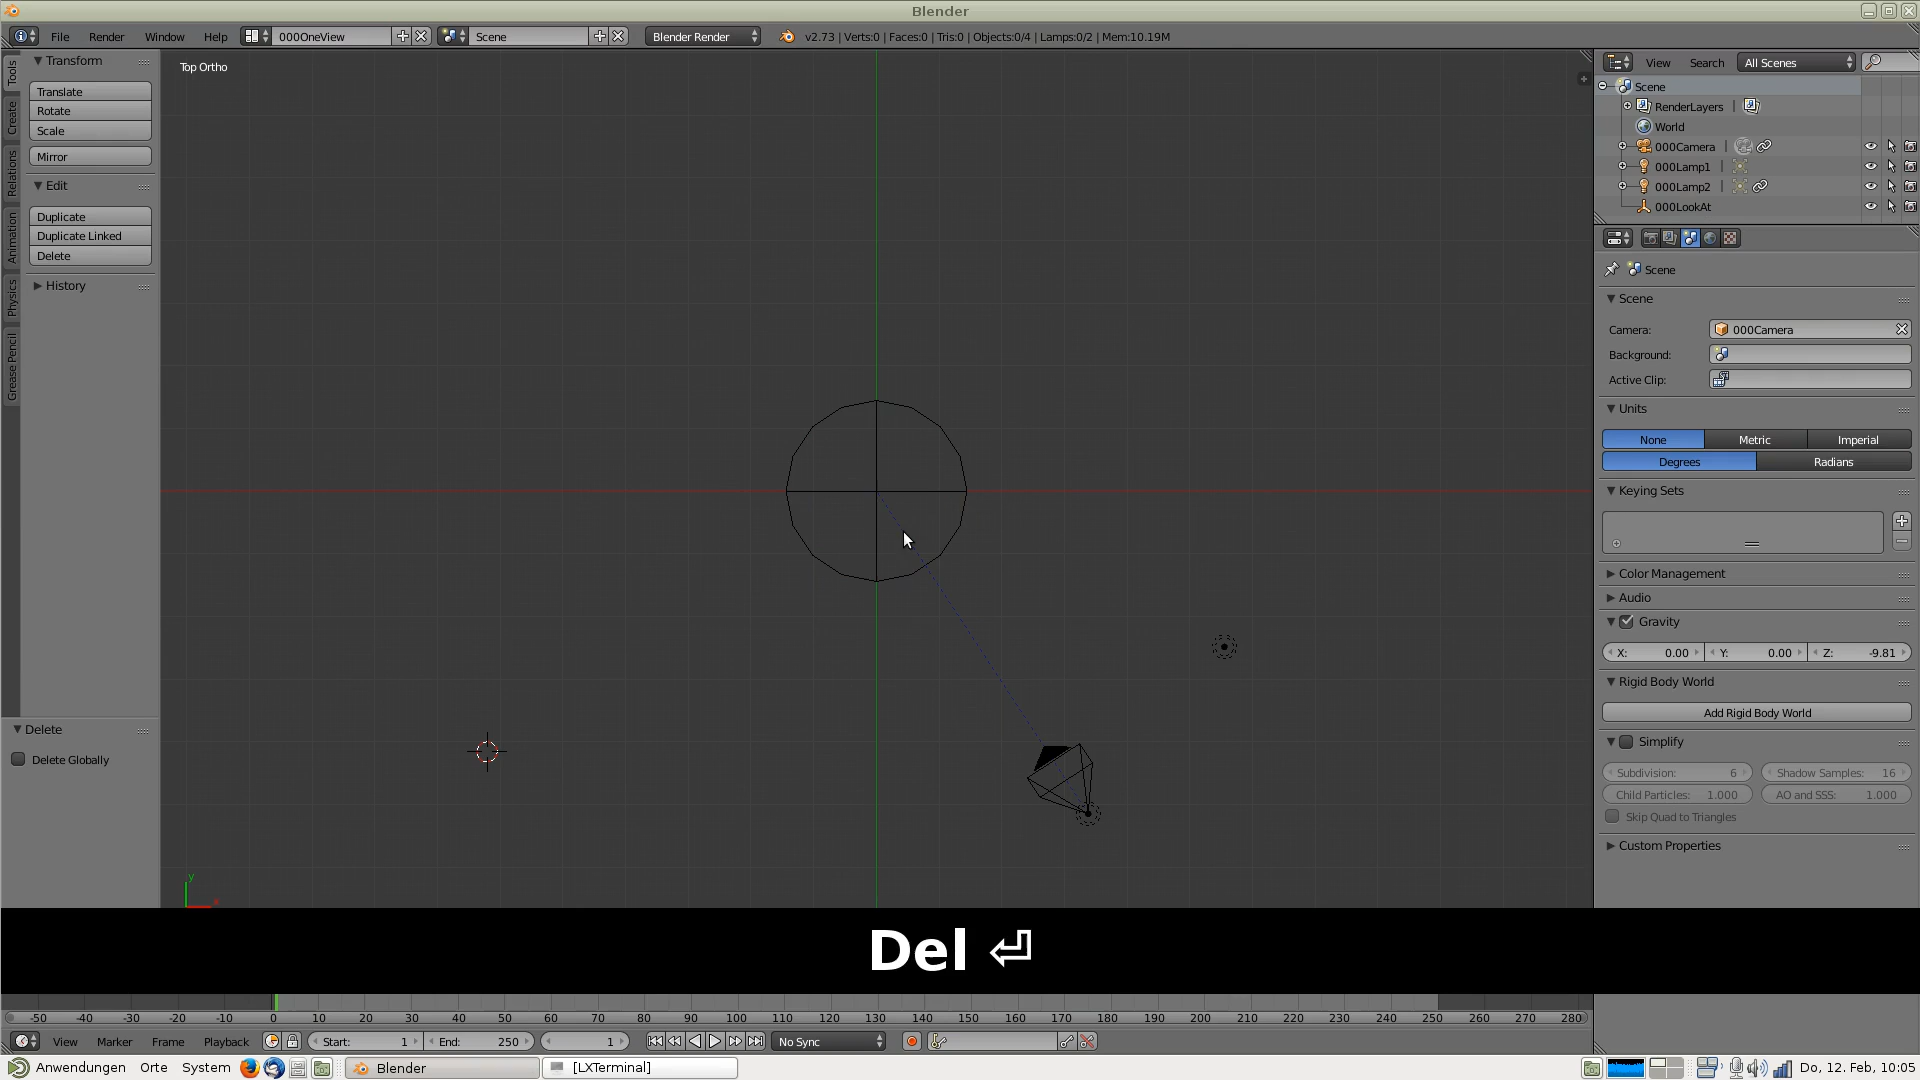 Blender
File Render Window Help 000OneView Scene Blender Render v2.73 | Verts:0 | Faces:0 | Tris:0 | Objects:0/4 | Lamps:0/2 | Mem:10.19M
Tools
Create
Relations
Animation
Physics
Grease Pencil
Transform
Translate
Rotate
Scale
Mirror
Edit
Duplicate
Duplicate Linked
Delete
History
Delete
Delete Globally
Top Ortho
y
x
View Search All Scenes
Scene
RenderLayers |
World
000Camera |
000Lamp1 |
000Lamp2 |
000LookAt
Scene
Scene
Camera: 000Camera
Background:
Active Clip:
Units
None Metric Imperial
Degrees Radians
Keying Sets
Color Management
Audio
Gravity
X: 0.00 Y: 0.00 Z: -9.81
Rigid Body World
Add Rigid Body World
Simplify
Subdivision: 6 Shadow Samples: 16
Child Particles: 1.000 AO and SSS: 1.000
Skip Quad to Triangles
Custom Properties
Del ⏎
-50 -40 -30 -20 -10 0 10 20 30 40 50 60 70 80 90 100 110 120 130 140 150 160 170 180 190 200 210 220 230 240 250 260 270 280
View Marker Frame Playback Start: 1 End: 250 1 No Sync
Anwendungen Orte System Blender [LXTerminal] Do, 12. Feb, 10:05